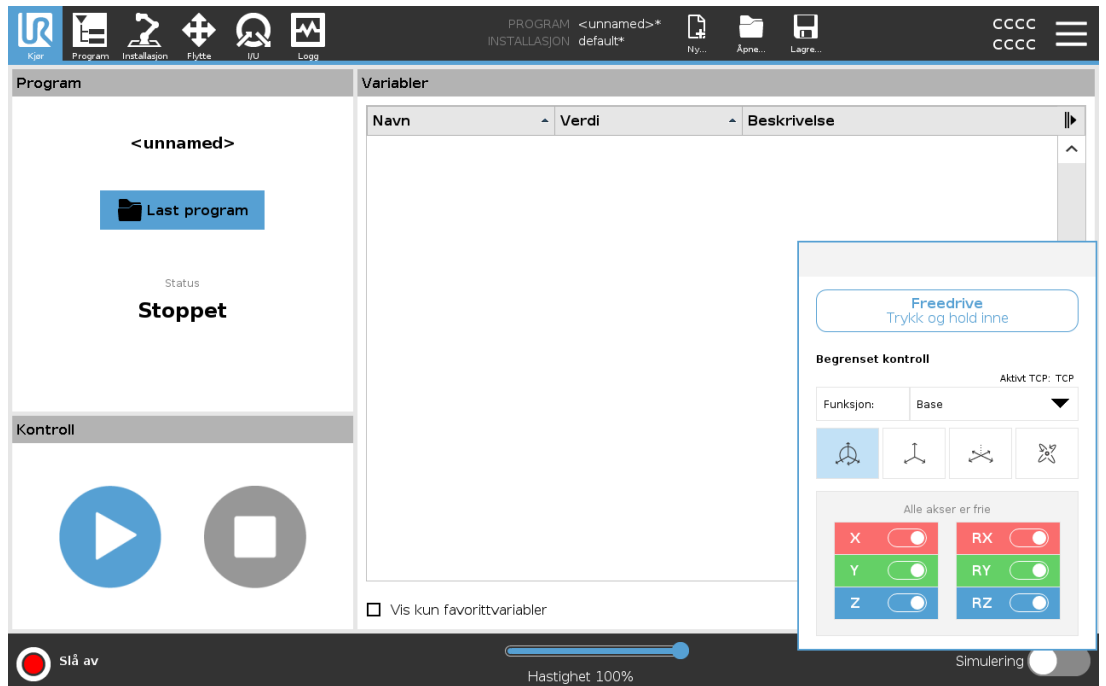 PROGRAM <unnamed>*
INSTALLASJON default*
CCCC
CCCC
Kjør Program Installasjon Flytte I/U Logg Ny... Åpne... Lagre...
Program
Variabler
Navn Verdi Beskrivelse
<unnamed>
Last program
Status
Stoppet
Kontroll
Vis kun favorittvariabler
Freedrive
Trykk og hold inne
Begrenset kontroll
Aktivt TCP: TCP
Funksjon: Base
Alle akser er frie
X RX
Y RY
Z RZ
Slå av
Hastighet 100%
Simulering